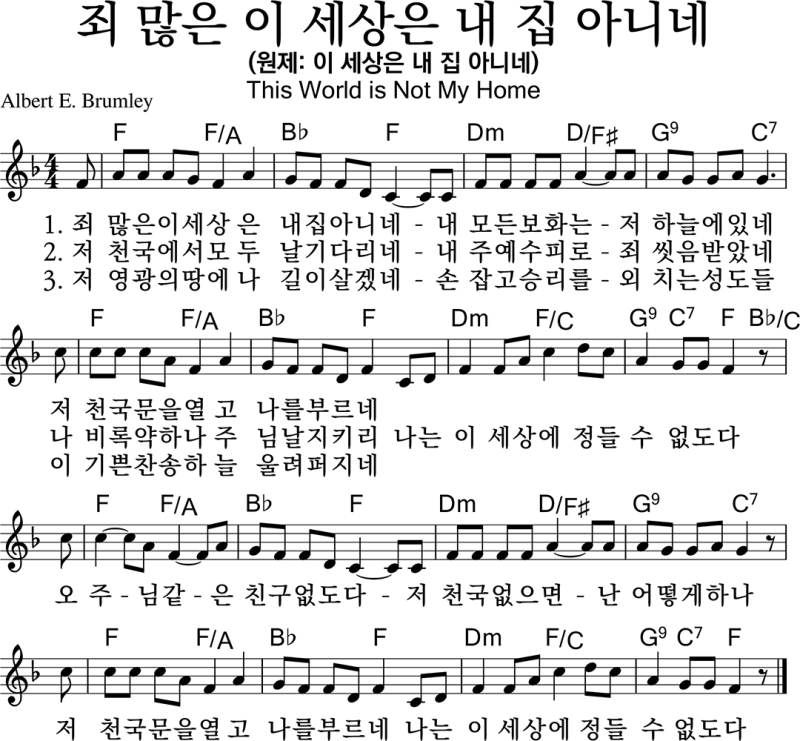 죄 많은 이 세상은 내 집 아니네
(원제: 이 세상은 내 집 아니네)
This World is Not My Home
Albert E. Brumley
F F/A B♭ F Dm D/F♯ G9 C7
1. 죄 많은이세상 은 내집아니네 - 내 모든보화는 - 저 하늘에있네
2. 저 천국에서모 두 날기다리네 - 내 주예수피로 - 죄 씻음받았네
3. 저 영광의땅에 나 길이살겠네 - 손 잡고승리를 - 외 치는성도들
F F/A B♭ F Dm F/C G9 C7 F B♭/C
저 천국문을열 고 나를부르네
나 비록약하나 주 님날지키리 나는 이 세상에 정들 수 없도다
이 기쁜찬송하 늘 울려퍼지네
F F/A B♭ F Dm D/F♯ G9 C7
오 주 - 님같 - 은 친구없도다 - 저 천국없으면 - 난 어떻게하나
F F/A B♭ F Dm F/C G9 C7 F
저 천국문을열 고 나를부르네 나는 이 세상에 정들 수 없도다